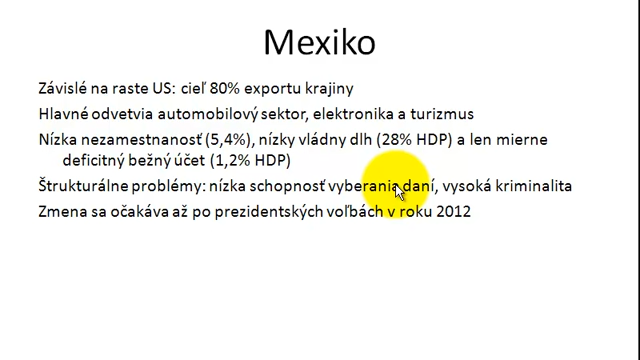 Mexiko
Závislé na raste US: cieľ 80% exportu krajiny
Hlavné odvetvia automobilový sektor, elektronika a turizmus
Nízka nezamestnanosť (5,4%), nízky vládny dlh (28% HDP) a len mierne
deficitný bežný účet (1,2% HDP)
Štrukturálne problémy: nízka schopnosť vyberania daní, vysoká kriminalita
Zmena sa očakáva až po prezidentských voľbách v roku 2012